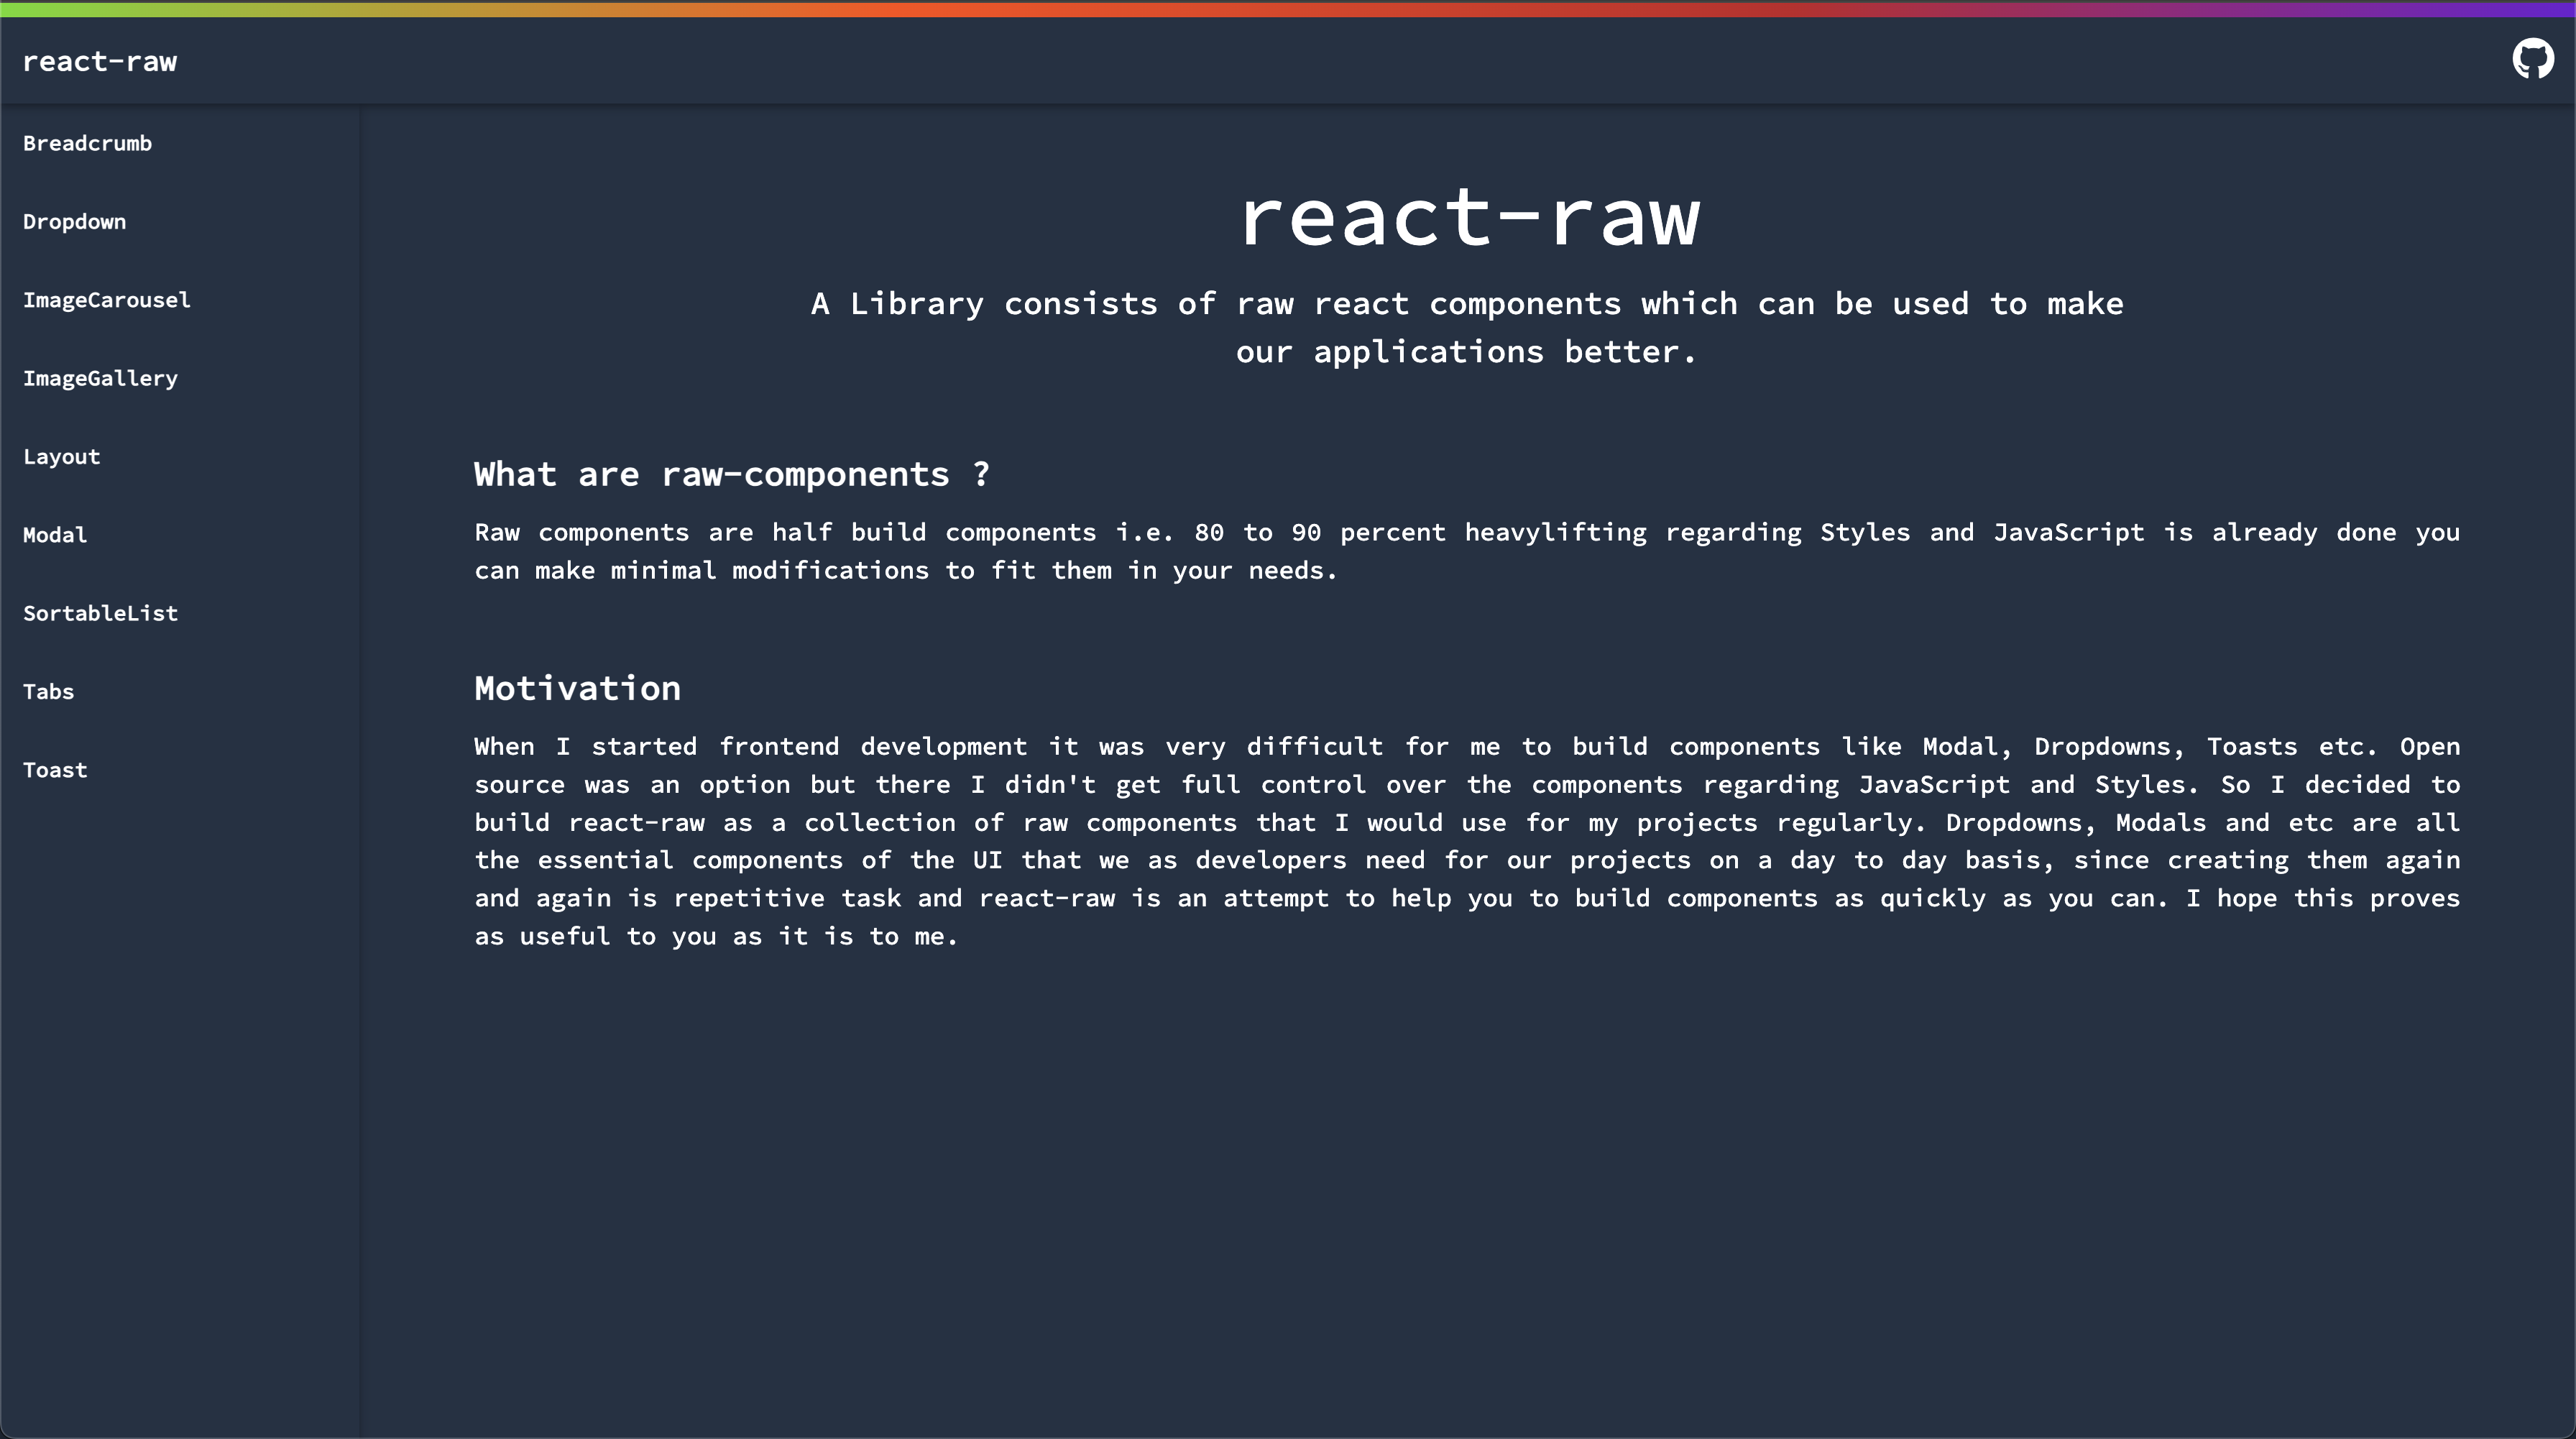 react-raw
Breadcrumb
Dropdown
ImageCarousel
ImageGallery
Layout
Modal
SortableList
Tabs
Toast
react-raw
A Library consists of raw react components which can be used to make
our applications better.
What are raw-components ?
Raw components are half build components i.e. 80 to 90 percent heavylifting regarding Styles and JavaScript is already done you
can make minimal modifications to fit them in your needs.
Motivation
When I started frontend development it was very difficult for me to build components like Modal, Dropdowns, Toasts etc. Open
source was an option but there I didn't get full control over the components regarding JavaScript and Styles. So I decided to
build react-raw as a collection of raw components that I would use for my projects regularly. Dropdowns, Modals and etc are all
the essential components of the UI that we as developers need for our projects on a day to day basis, since creating them again
and again is repetitive task and react-raw is an attempt to help you to build components as quickly as you can. I hope this proves
as useful to you as it is to me.